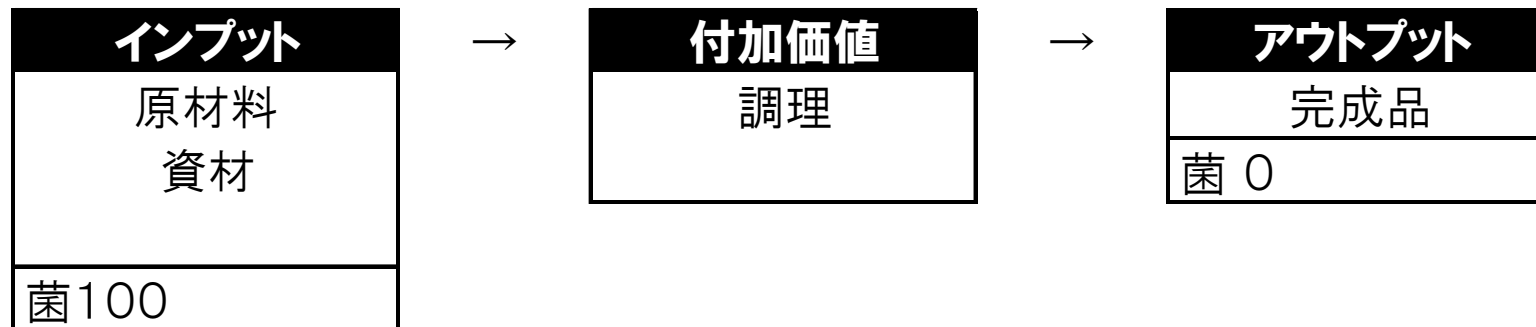 インプット
原材料
資材
菌100
→
付加価値
調理
→
アウトプット
完成品
菌 0